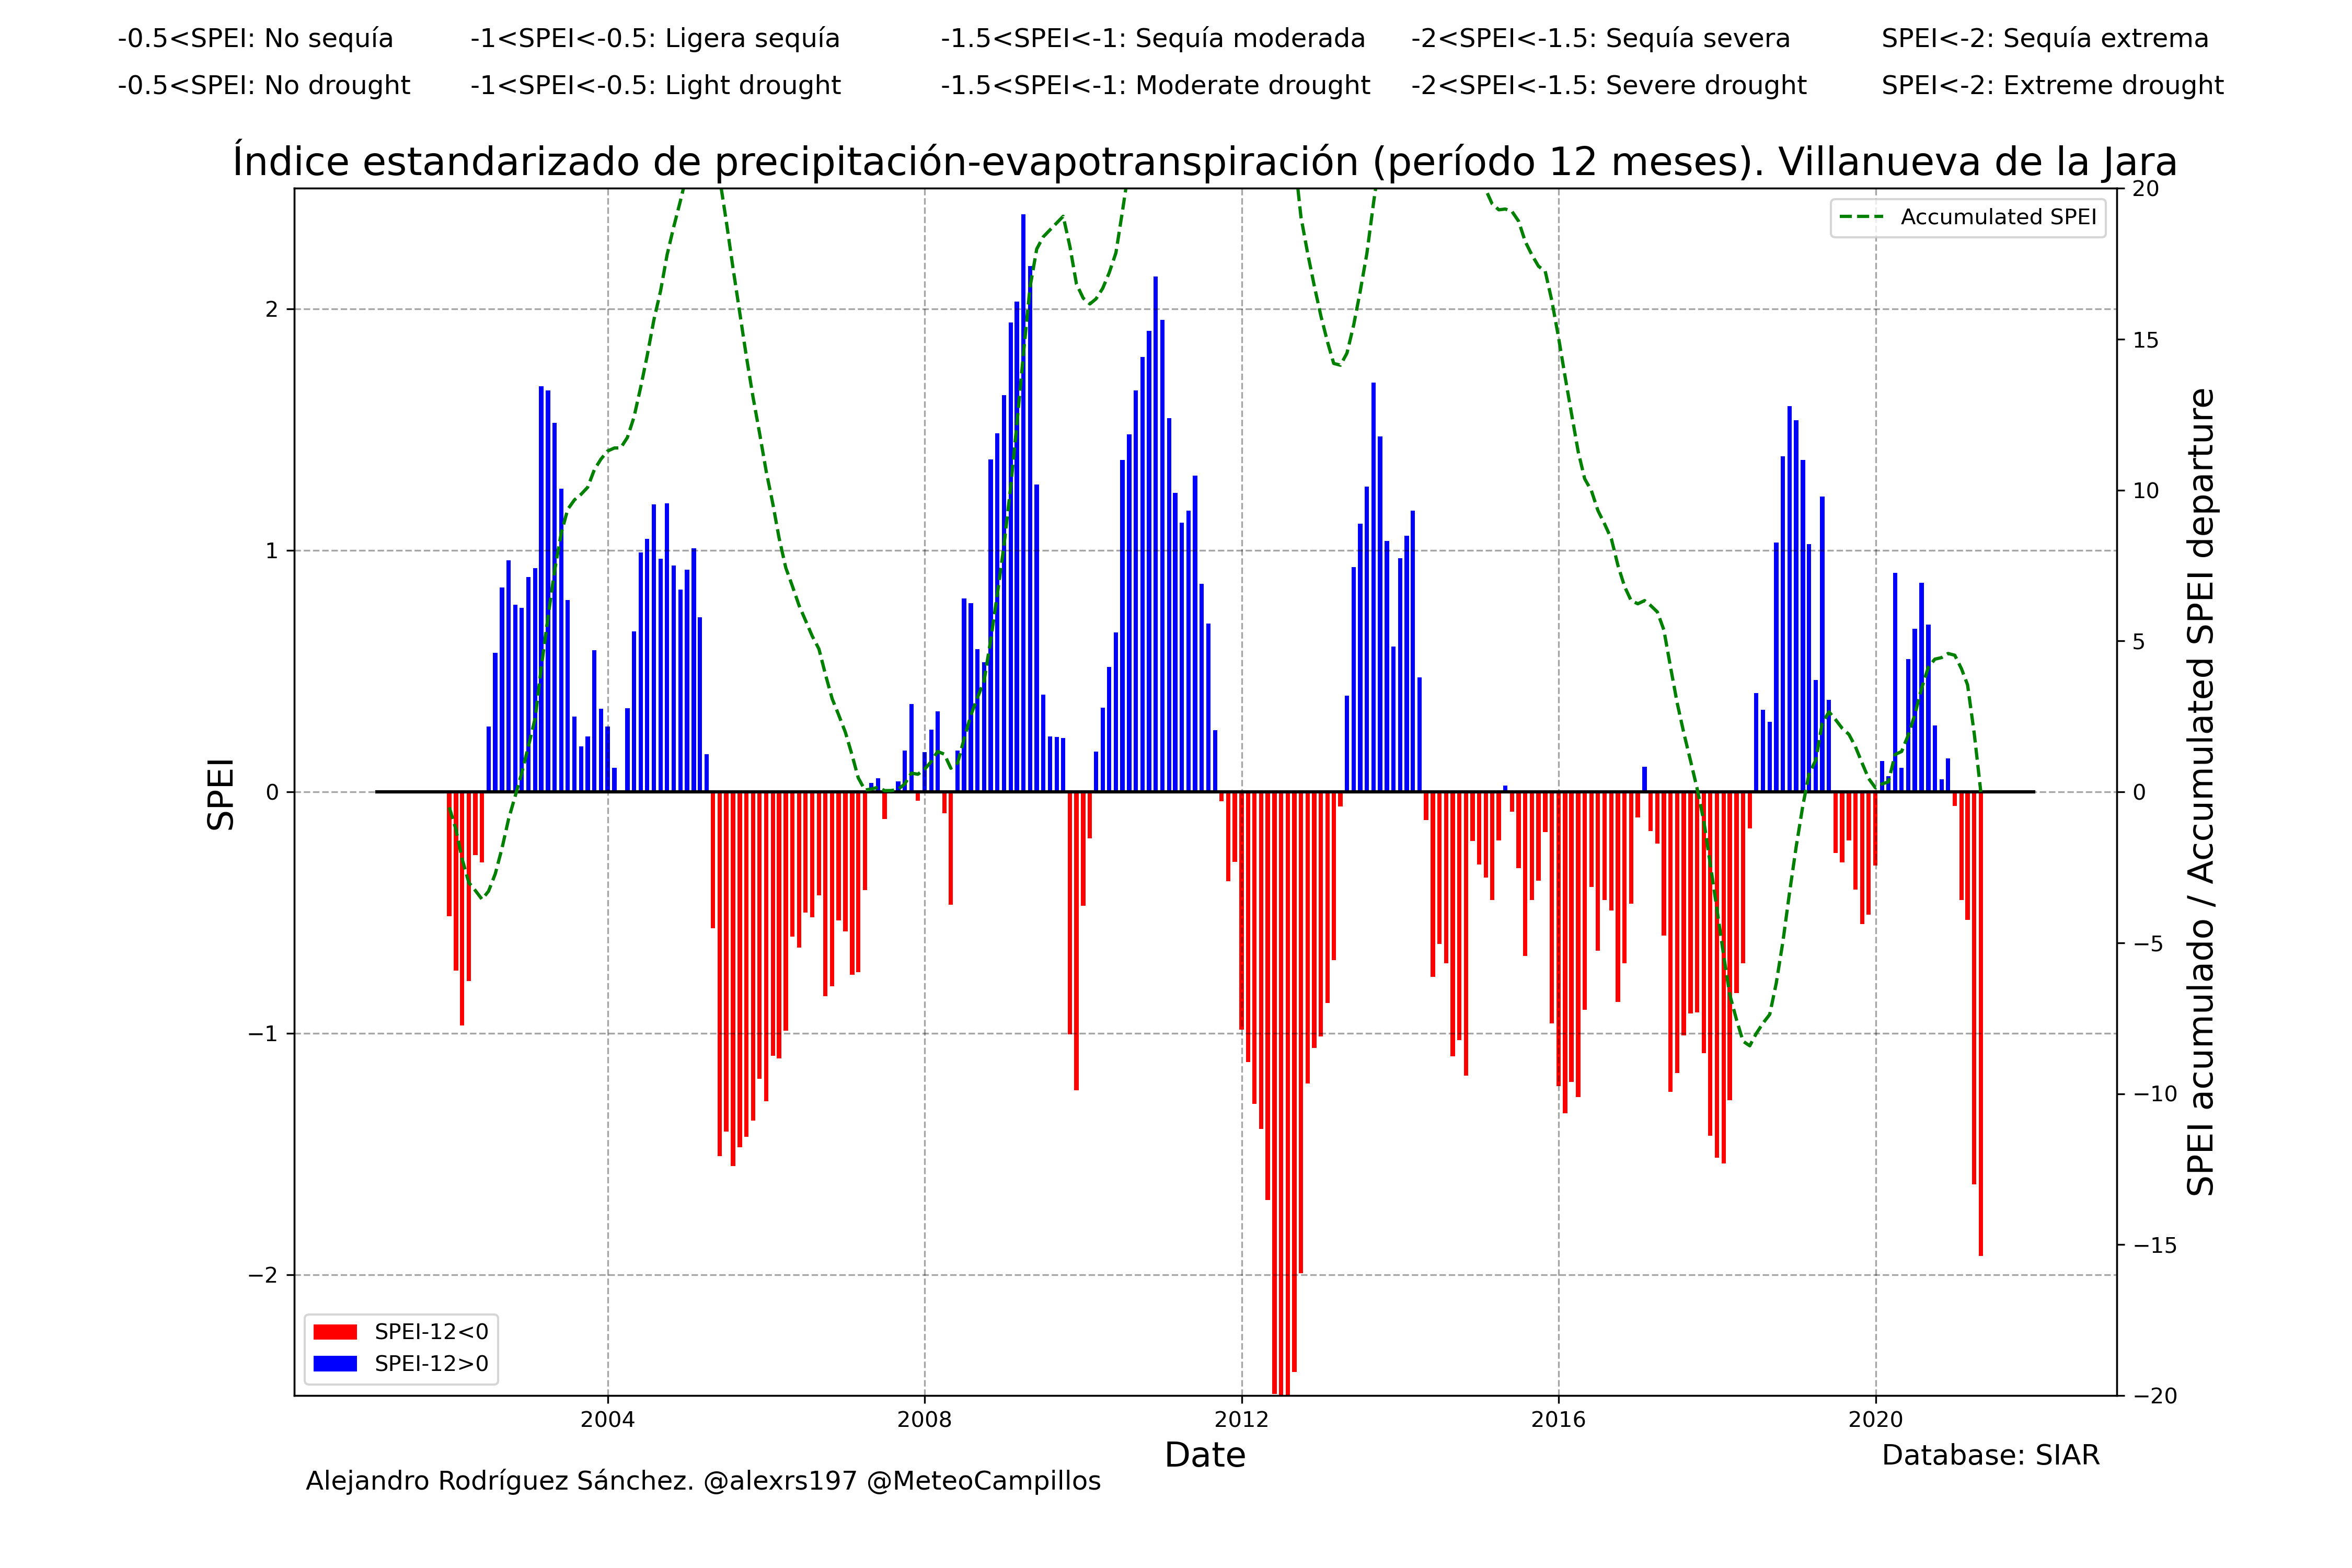 -0.5<SPEI: No sequía -1<SPEI<-0.5: Ligera sequía -1.5<SPEI<-1: Sequía moderada -2<SPEI<-1.5: Sequía severa SPEI<-2: Sequía extrema
-0.5<SPEI: No drought -1<SPEI<-0.5: Light drought -1.5<SPEI<-1: Moderate drought -2<SPEI<-1.5: Severe drought SPEI<-2: Extreme drought
Índice estandarizado de precipitación-evapotranspiración (período 12 meses). Villanueva de la Jara
Accumulated SPEI
SPEI
2
1
0
−1
−2
20
15
10
5
0
−5
−10
−15
−20
SPEI acumulado / Accumulated SPEI departure
SPEI-12<0
SPEI-12>0
2004 2008 2012 2016 2020
Date
Database: SIAR
Alejandro Rodríguez Sánchez. @alexrs197 @MeteoCampillos